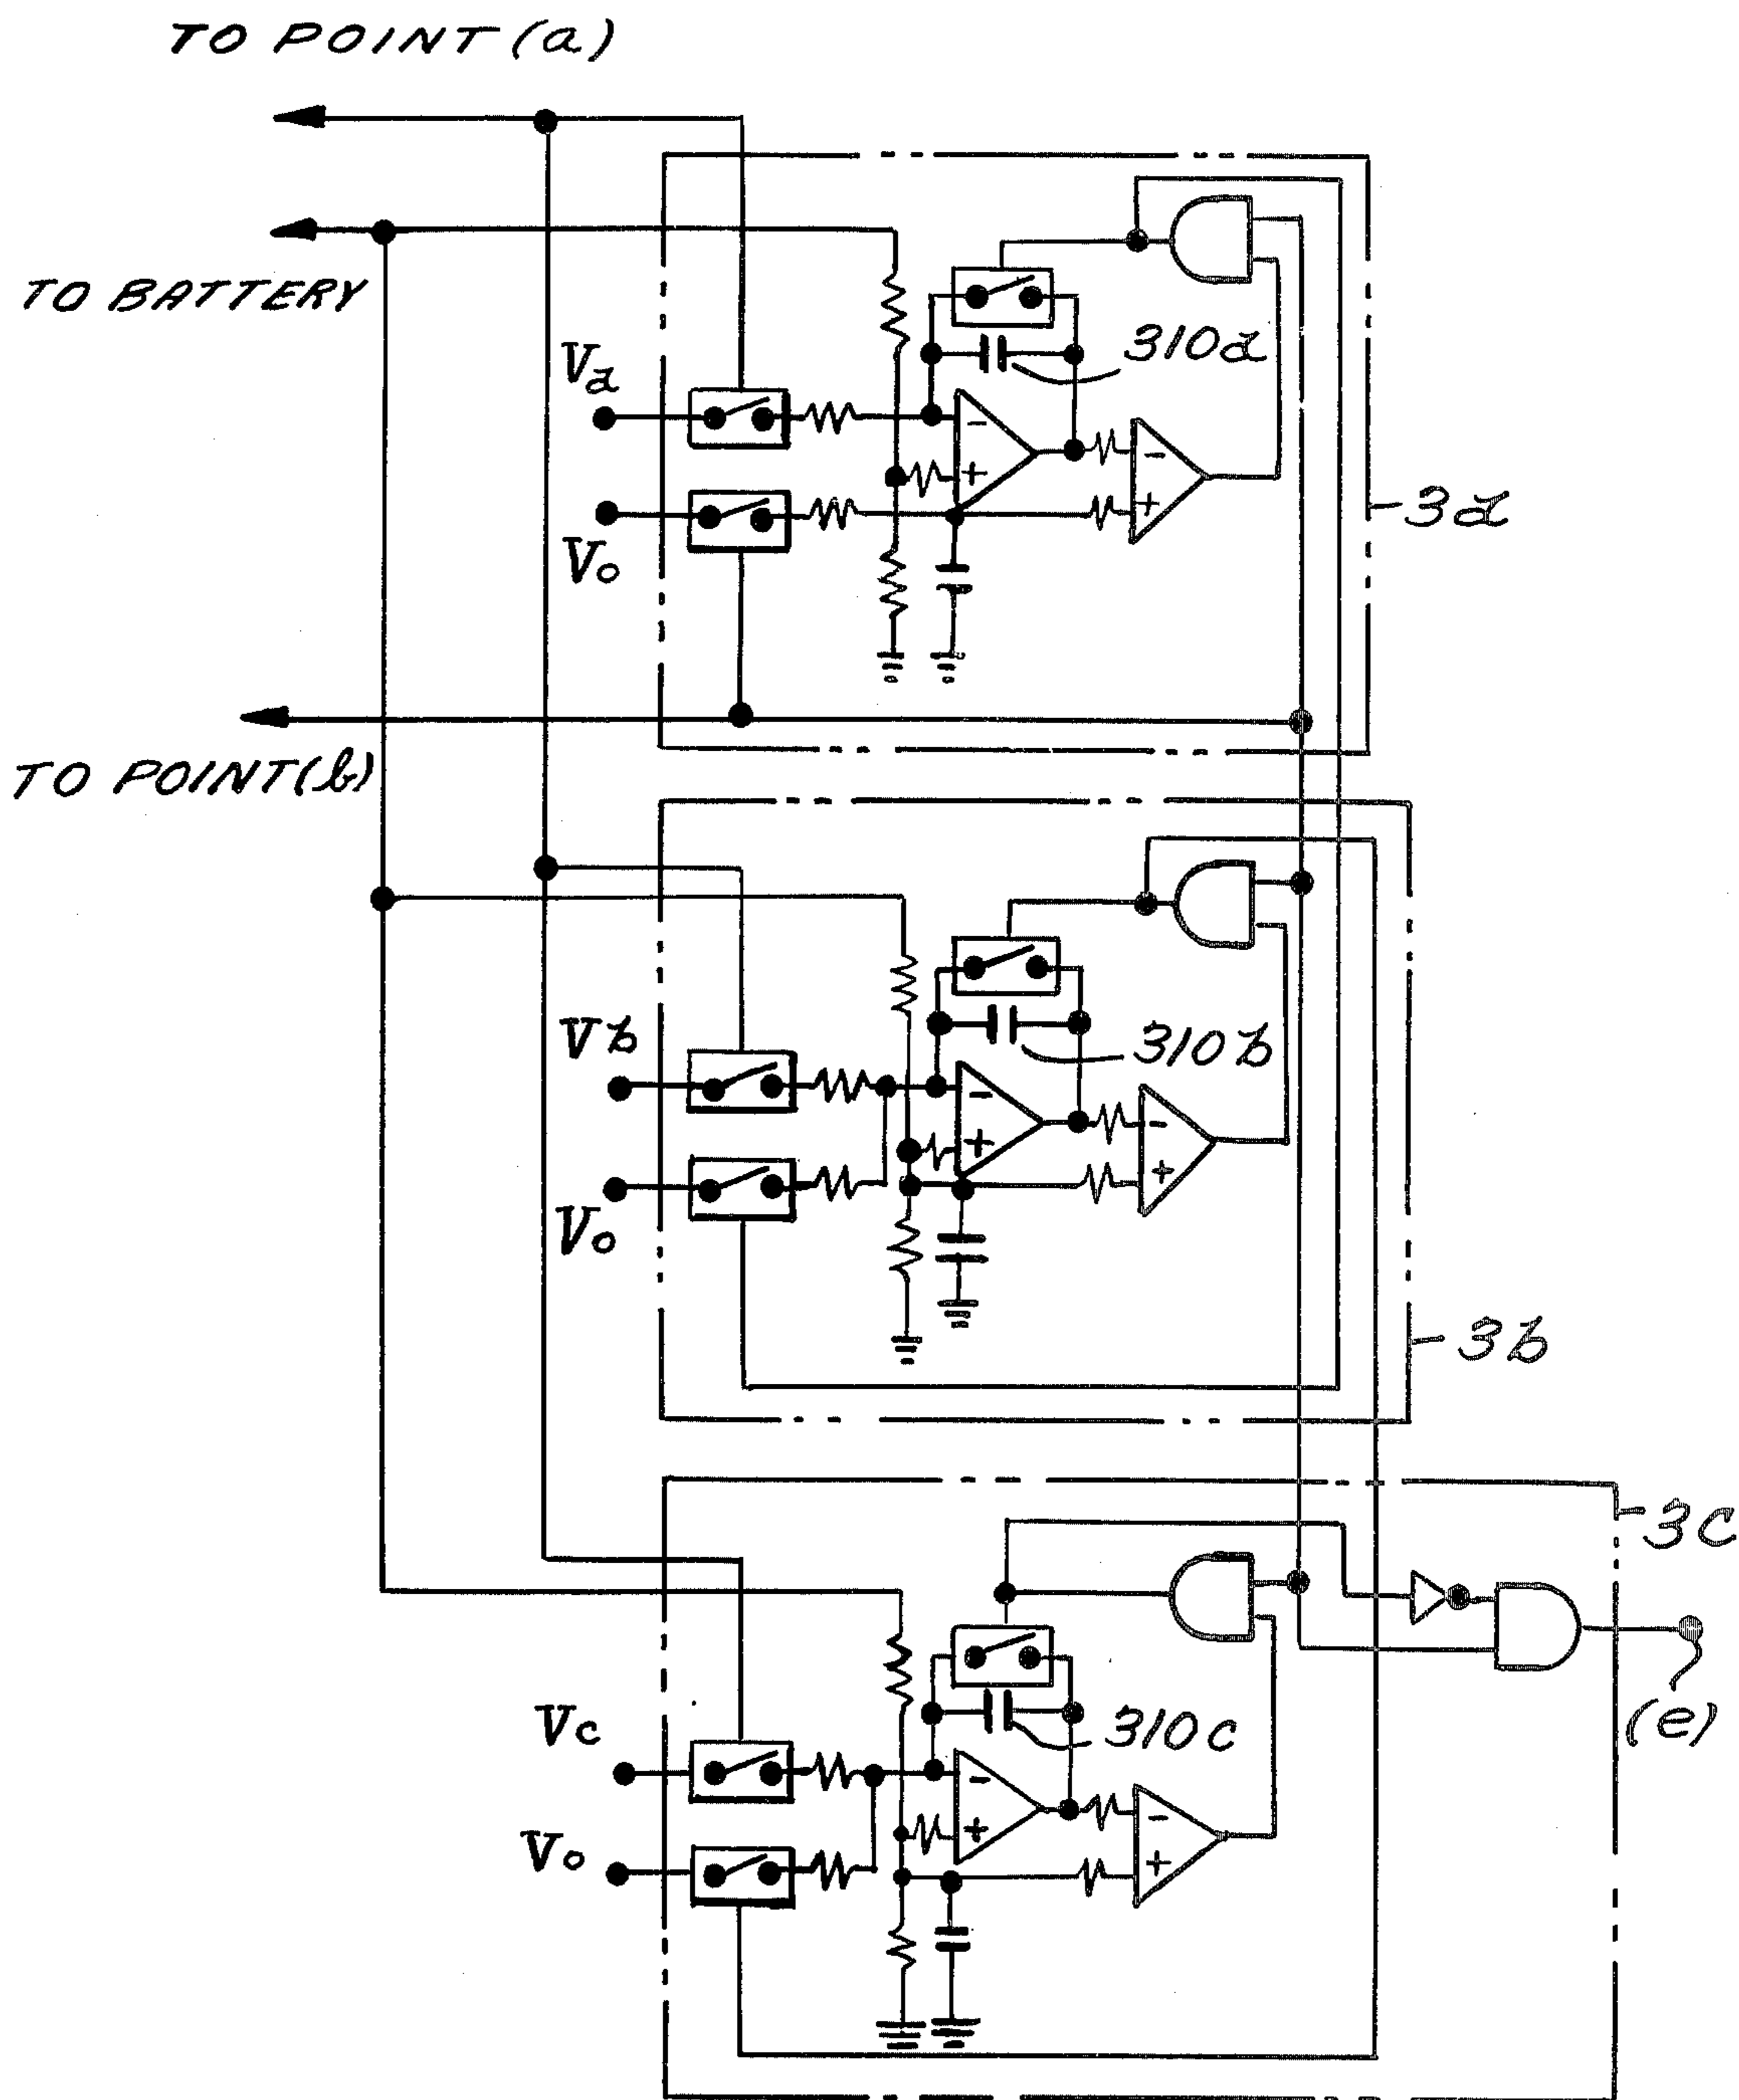 TO POINT (a)
TO BATTERY
Va
310a
- +
- +
3a
Vo
TO POINT (b)
Vb
310b
- +
- +
Vo
3b
3c
(e)
Vc
310c
- +
- +
Vo